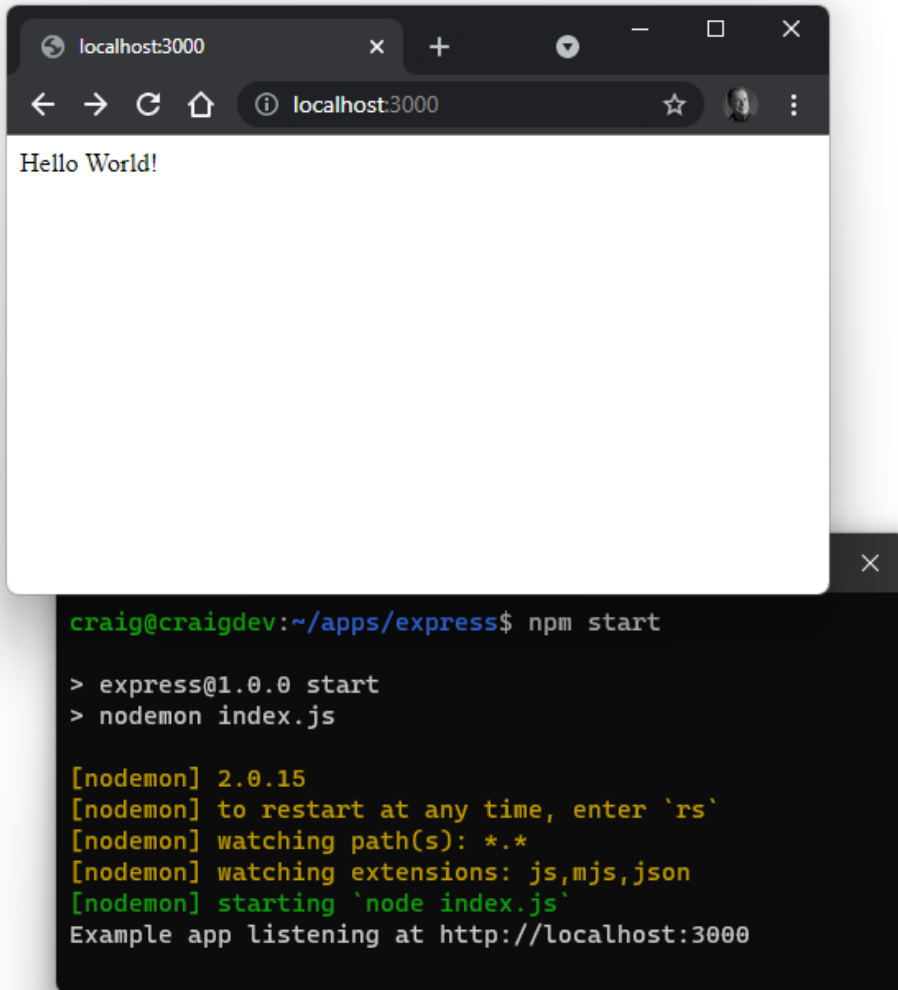 localhost:3000
localhost:3000
Hello World!
craig@craigdev:~/apps/express$ npm start
> express@1.0.0 start
> nodemon index.js
[nodemon] 2.0.15
[nodemon] to restart at any time, enter `rs`
[nodemon] watching path(s): *.*
[nodemon] watching extensions: js,mjs,json
[nodemon] starting `node index.js`
Example app listening at http://localhost:3000